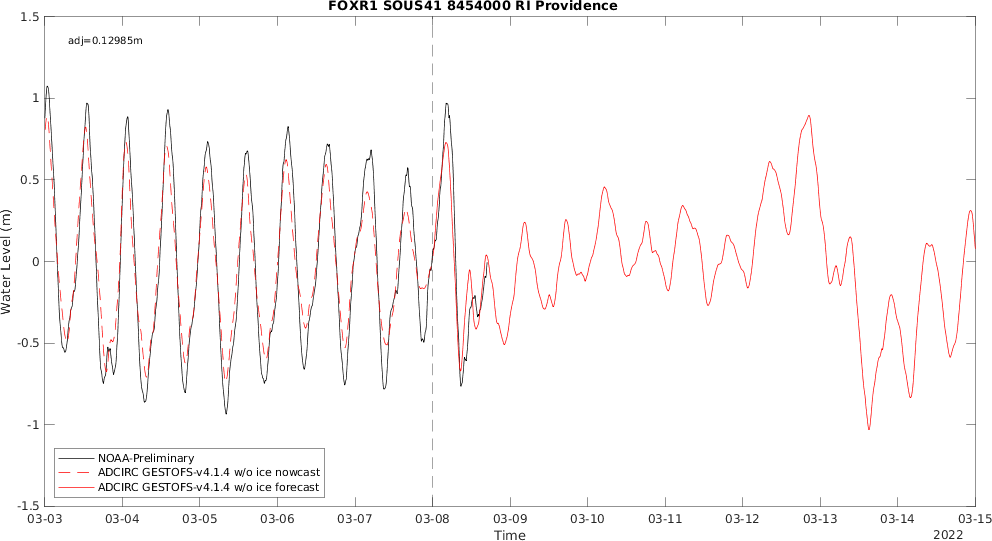 FOXR1 SOUS41 8454000 RI Providence
adj=0.12985m
1.5
1
0.5
0
-0.5
-1
-1.5
Water Level (m)
NOAA-Preliminary
ADCIRC GESTOFS-v4.1.4 w/o ice nowcast
ADCIRC GESTOFS-v4.1.4 w/o ice forecast
03-03 03-04 03-05 03-06 03-07 03-08 03-09 03-10 03-11 03-12 03-13 03-14 03-15
Time
2022